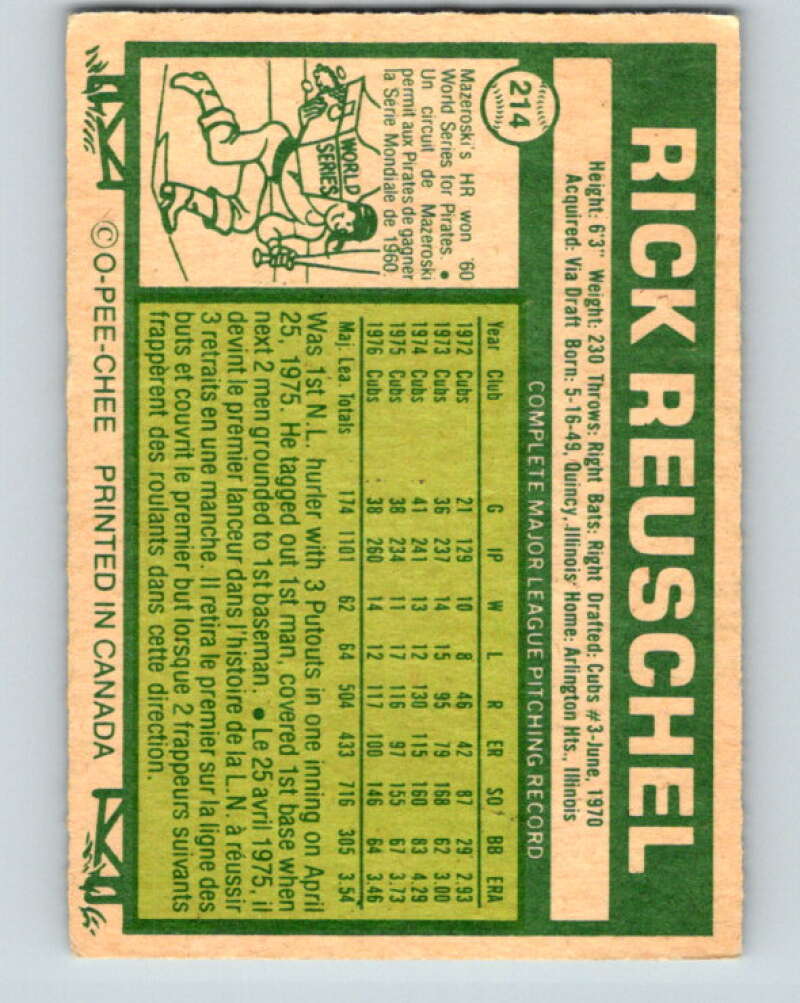 RICK REUSCHEL
Height: 6'3" Weight: 230 Throws: Right Bats: Right Drafted: Cubs #3-June, 1970
Acquired: Via Draft Born: 5-16-49, Quincy, Illinois Home: Arlington Hts., Illinois
214
COMPLETE MAJOR LEAGUE PITCHING RECORD
Mazeroski's HR won '60
World Series for Pirates. •
Un circuit de Mazeroski
permit aux Pirates de gagner
la Série Mondiale de 1960.
WORLD
SERIES
Year Club G IP W L R ER SO BB ERA
1972 Cubs 21 129 10 8 46 42 87 29 2.93
1973 Cubs 36 237 14 15 95 79 168 62 3.00
1974 Cubs 41 241 13 12 130 115 160 83 4.29
1975 Cubs 38 234 11 17 116 97 155 67 3.73
1976 Cubs 38 260 14 12 117 100 146 64 3.46
Maj. Lea. Totals 174 1101 62 64 504 433 716 305 3.54
Was 1st N.L. hurler with 3 Putouts in one inning on April
25, 1975. He tagged out 1st man, covered 1st base when
next 2 men grounded to 1st baseman. • Le 25 avril 1975, il
devint le premier lanceur dans l'histoire de la L.N. à réussir
3 retraits en une manche. Il retira le premier sur la ligne des
buts et couvrit le premier but lorsque 2 frappeurs suivants
frappèrent des roulants dans cette direction.
© O-PEE-CHEE PRINTED IN CANADA